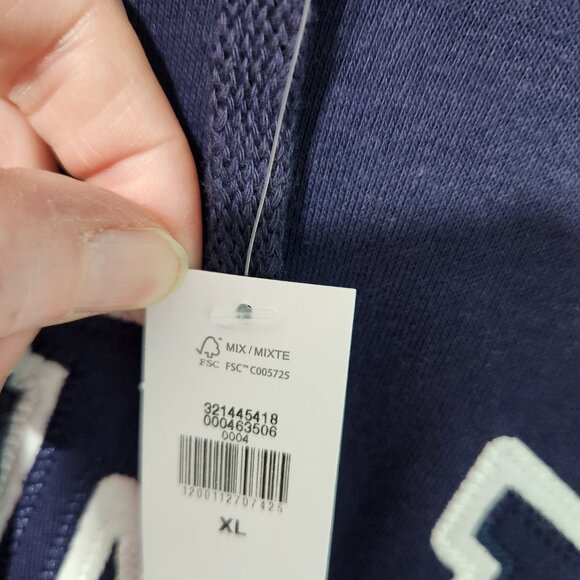 MIX / MIXTE
FSC FSC™ C005725
321445418
000463506
0004
1200112707425
XL